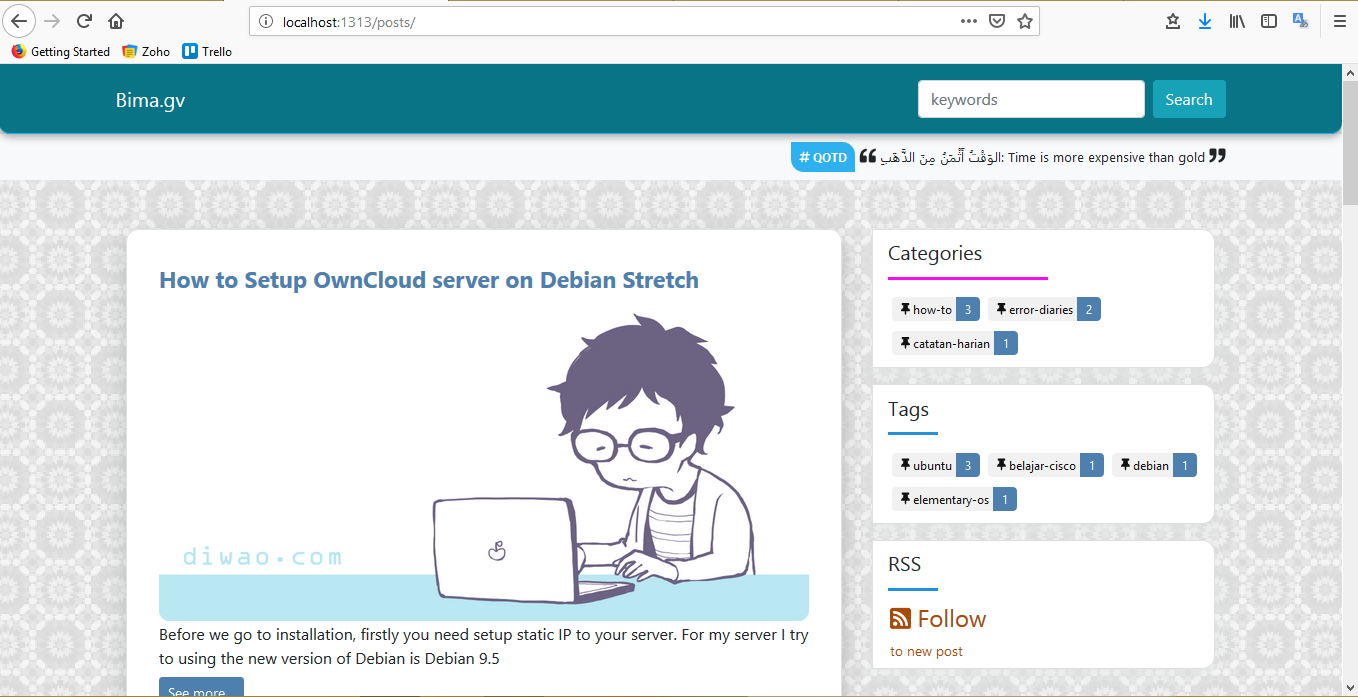 localhost:1313/posts/
Getting Started Zoho Trello
Bima.gv keywords Search
# QOTD الوَقْتُ أَثْمَنُ مِنَ الذَّهَبِ: Time is more expensive than gold
How to Setup OwnCloud server on Debian Stretch
diwao.com
Before we go to installation, firstly you need setup static IP to your server. For my server I try
to using the new version of Debian is Debian 9.5
See more
Categories
how-to 3 error-diaries 2
catatan-harian 1
Tags
ubuntu 3 belajar-cisco 1 debian 1
elementary-os 1
RSS
Follow
to new post